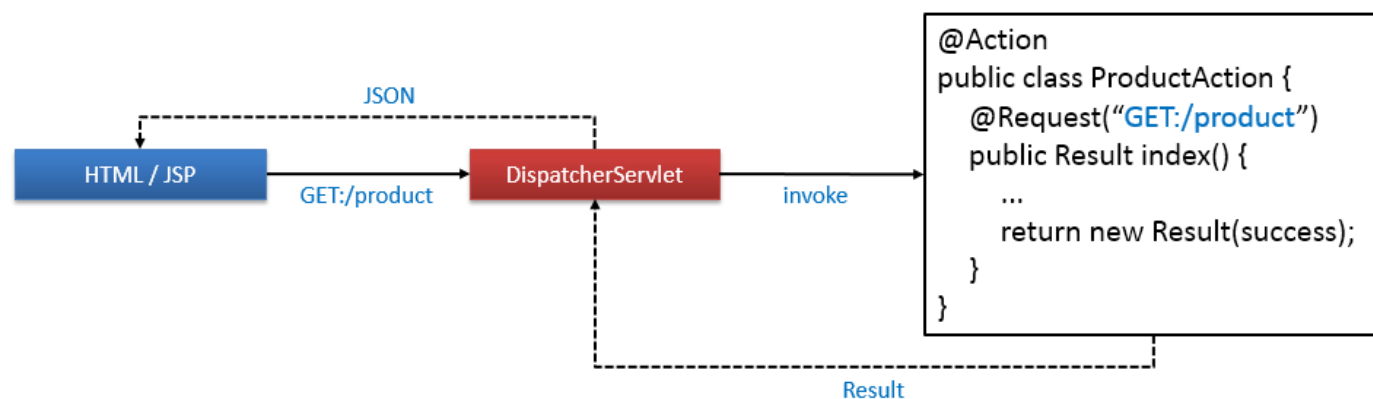 JSON
HTML / JSP
GET:/product
DispatcherServlet
invoke
Result
@Action
public class ProductAction {
@Request(“GET:/product”)
public Result index() {
...
return new Result(success);
}
}